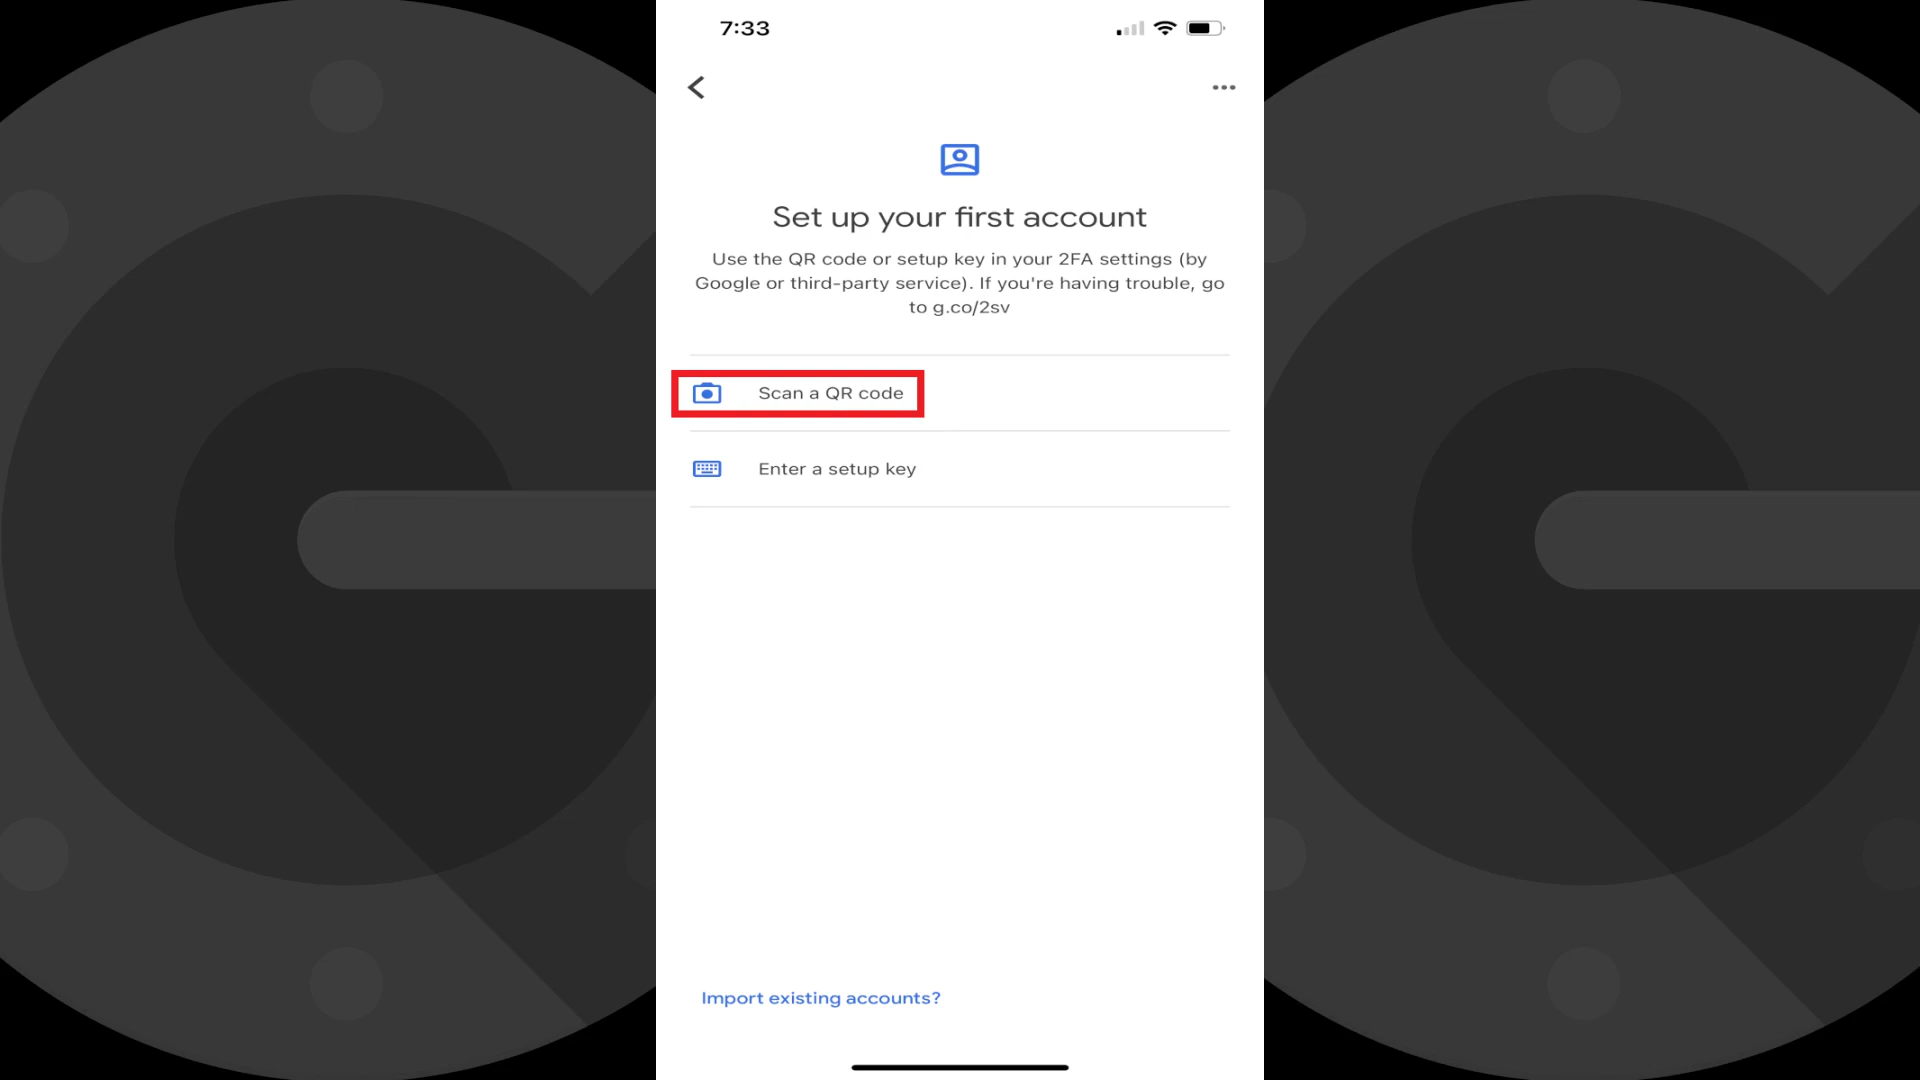 7:33
Set up your first account
Use the QR code or setup key in your 2FA settings (by
Google or third-party service). If you're having trouble, go
to g.co/2sv
Scan a QR code
Enter a setup key
Import existing accounts?